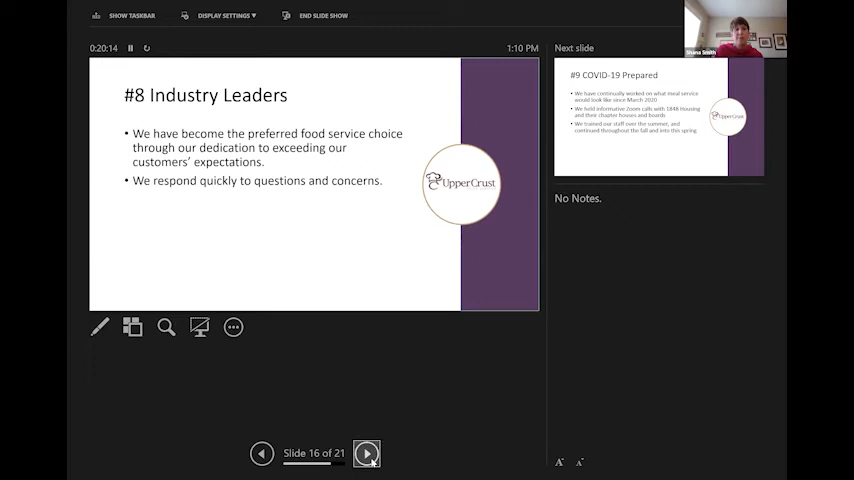 SHOW TASKBAR
DISPLAY SETTINGS ▼
END SLIDE SHOW
0:20:14
1:10 PM
#8 Industry Leaders
• We have become the preferred food service choice
through our dedication to exceeding our
customers' expectations.
• We respond quickly to questions and concerns.
UpperCrust
Slide 16 of 21
Shana Smith
Next slide
#9 COVID-19 Prepared
• We have continually worked on what meal service
would look like since March 2020
• We held informative Zoom calls with 1848 Housing
and their chapter houses and boards
• We trained our staff over the summer, and
continued throughout the fall and into this spring
UpperCrust
No Notes.
A
A